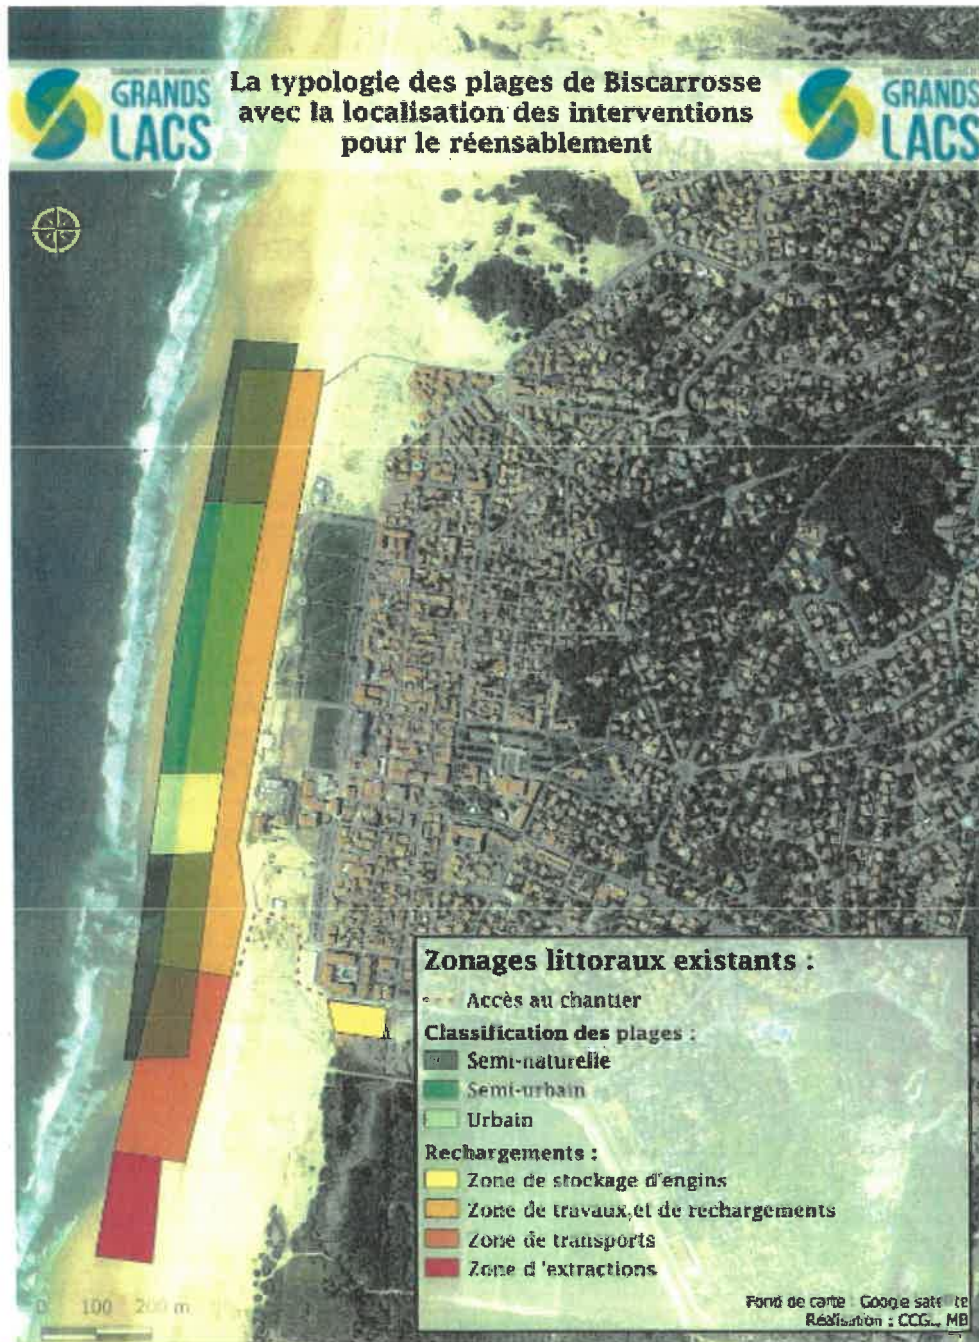 GRANDS
LACS
La typologie des plages de Biscarrosse
avec la localisation des interventions
pour le réensablement
GRANDS
LACS
Zonages littoraux existants :
Accès au chantier
Classification des plages :
Semi-naturelle
Semi-urbain
Urbain
Rechargements :
Zone de stockage d'engins
Zone de travaux et de rechargements
Zone de transports
Zone d 'extractions
0 100 200 m
Fond de carte : Google
Réalisation : CCGL, MB